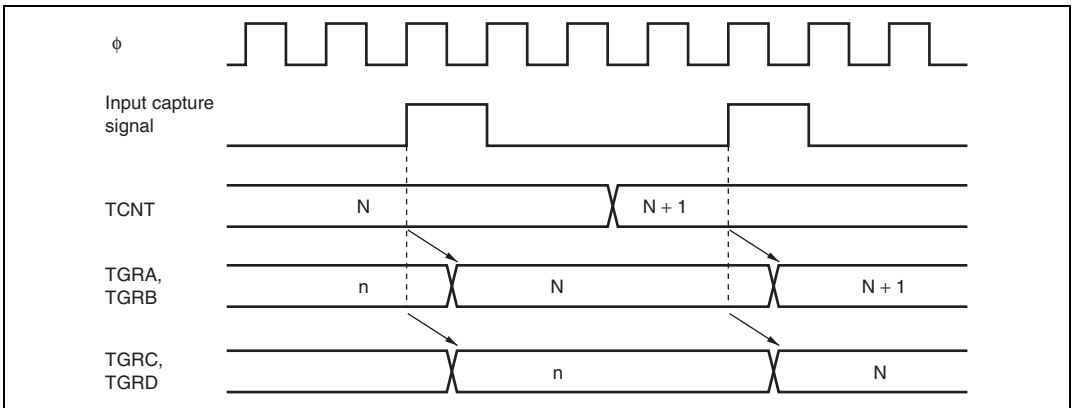 φ
Input capture
signal
TCNT N N + 1
TGRA,
TGRB n N N + 1
TGRC,
TGRD n N